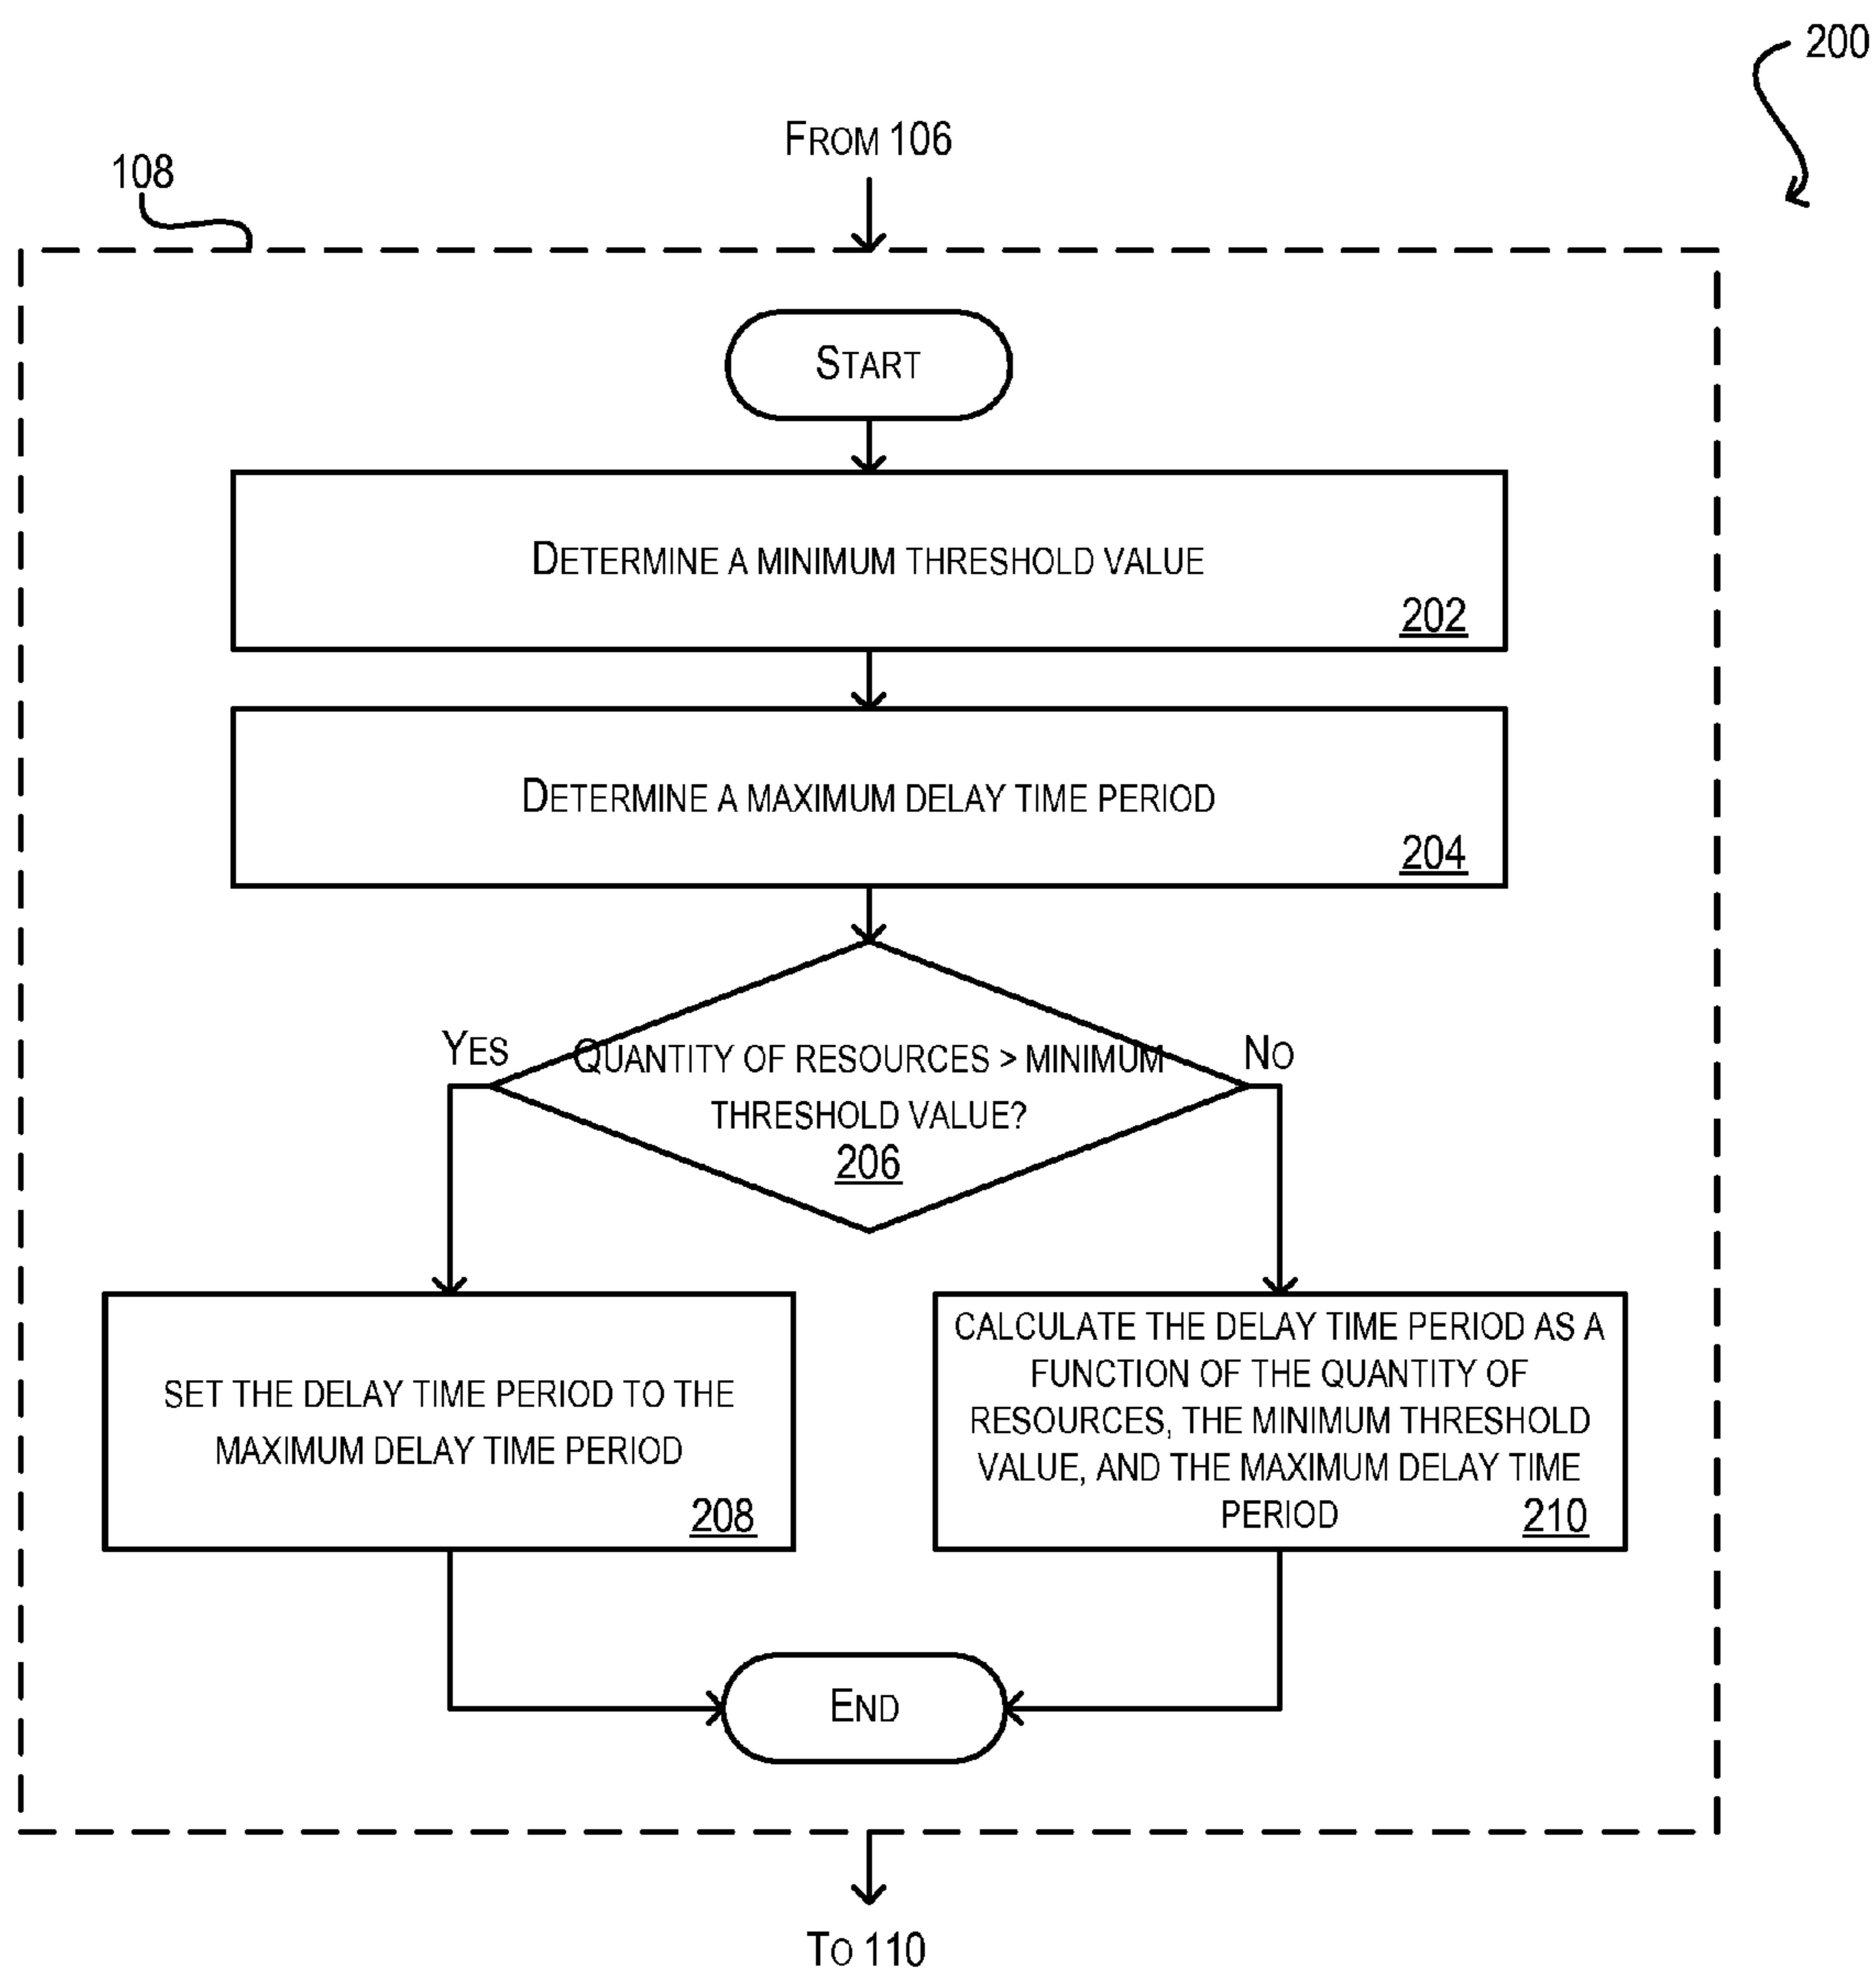 200
From 106
108
Start
Determine a minimum threshold value
202
Determine a maximum delay time period
204
Yes
Quantity of resources > minimum
No
threshold value?
206
set the delay time period to the
maximum delay time period
208
calculate the delay time period as a
function of the quantity of
resources, the minimum threshold
value, and the maximum delay time
period
210
End
To 110